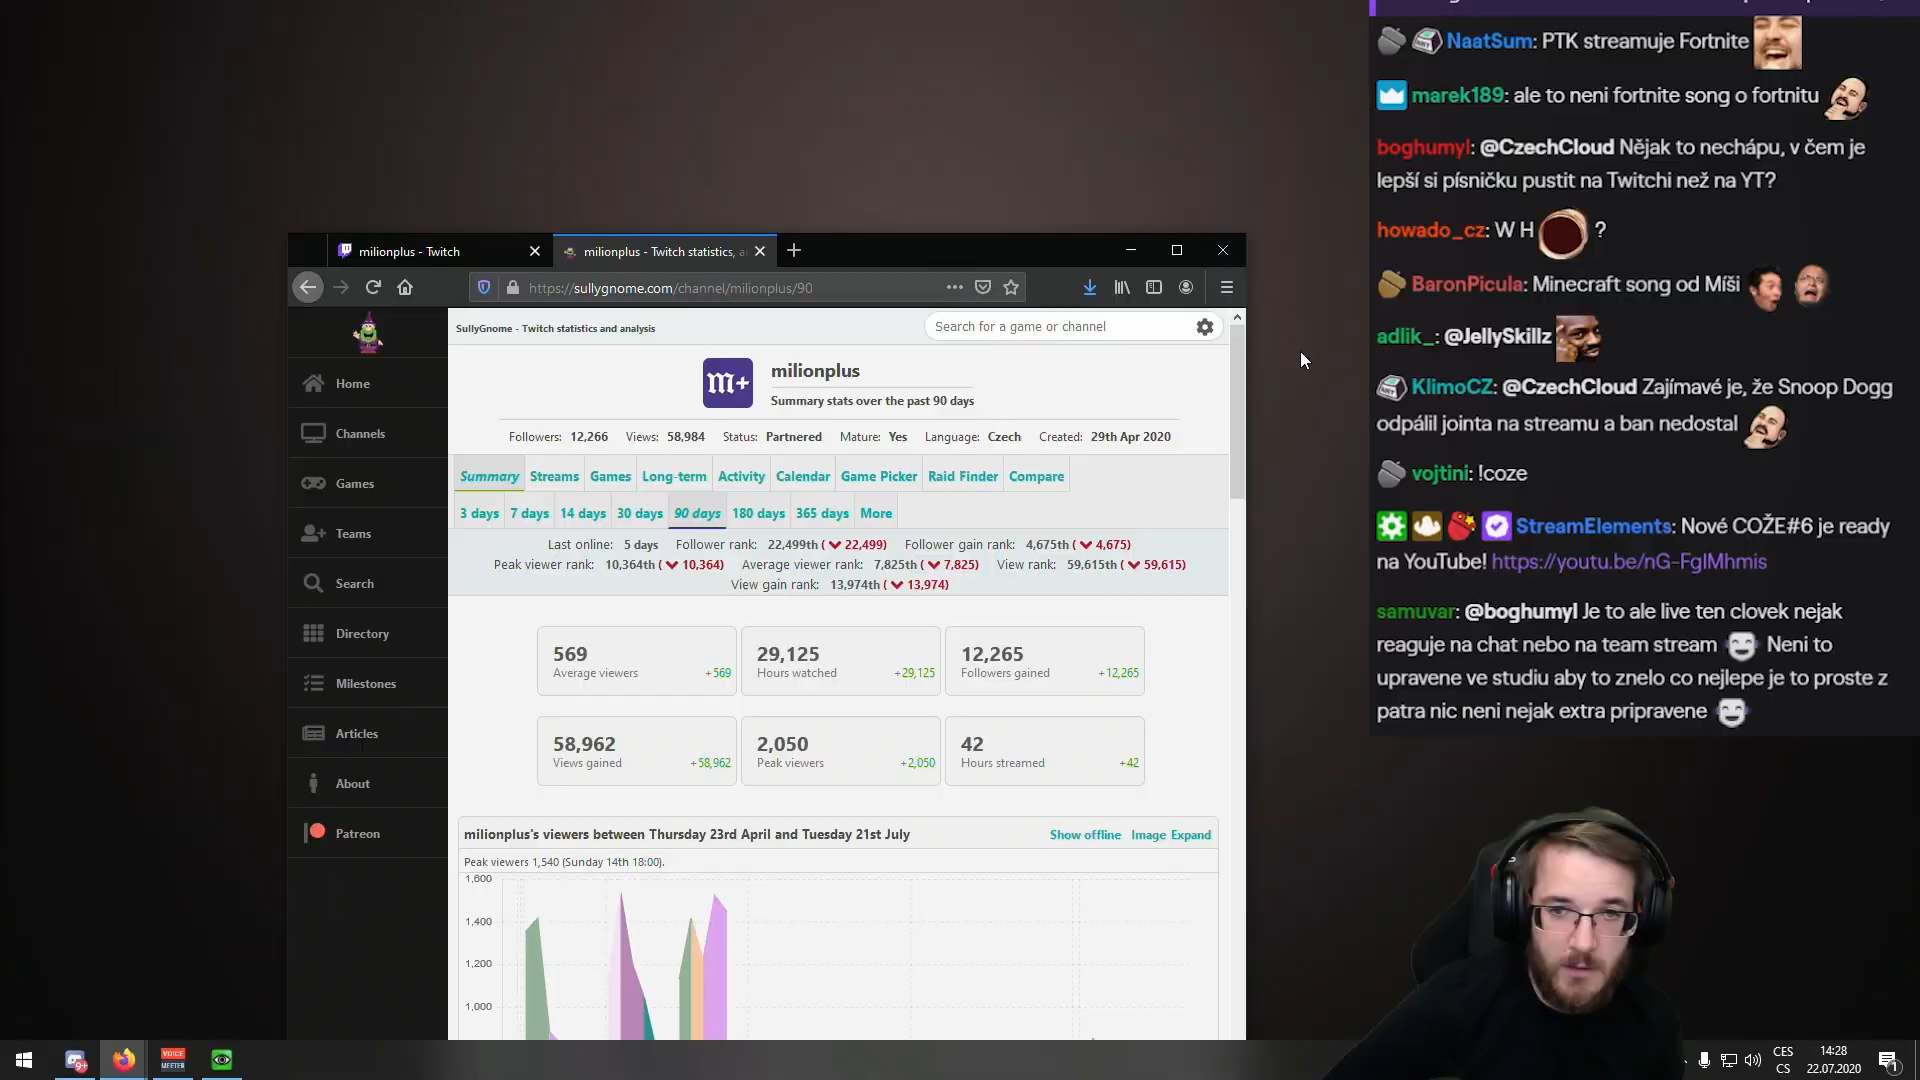 NaatSum: PTK streamuje Fortnite
marek189: ale to neni fortnite song o fortnitu
boghumyl: @CzechCloud Nějak to nechápu, v čem je
lepší si písničku pustit na Twitchi než na YT?
howado_cz: W H ?
BaronPicula: Minecraft song od Míši
adlik_: @JellySkillz
KlimoCZ: @CzechCloud Zajímavé je, že Snoop Dogg
odpálil jointa na streamu a ban nedostal
vojtini: !coze
StreamElements: Nové COŽE#6 je ready
na YouTube! https://youtu.be/nG-FglMhmis
samuvar: @boghumyl Je to ale live ten clovek nejak
reaguje na chat nebo na team stream Neni to
upravene ve studiu aby to znelo co nejlepe je to proste z
patra nic neni nejak extra pripravene
milionplus - Twitch
milionplus - Twitch statistics, a
https://sullygnome.com/channel/milionplus/90
SullyGnome - Twitch statistics and analysis
Search for a game or channel
Home
Channels
Games
Teams
Search
Directory
Milestones
Articles
About
Patreon
m+
milionplus
Summary stats over the past 90 days
Followers: 12,266 Views: 58,984 Status: Partnered Mature: Yes Language: Czech Created: 29th Apr 2020
Summary Streams Games Long-term Activity Calendar Game Picker Raid Finder Compare
3 days 7 days 14 days 30 days 90 days 180 days 365 days More
Last online: 5 days Follower rank: 22,499th ( 22,499) Follower gain rank: 4,675th ( 4,675)
Peak viewer rank: 10,364th ( 10,364) Average viewer rank: 7,825th ( 7,825) View rank: 59,615th ( 59,615)
View gain rank: 13,974th ( 13,974)
569
Average viewers +569
29,125
Hours watched +29,125
12,265
Followers gained +12,265
58,962
Views gained +58,962
2,050
Peak viewers +2,050
42
Hours streamed +42
milionplus's viewers between Thursday 23rd April and Tuesday 21st July
Show offline Image Expand
Peak viewers 1,540 (Sunday 14th 18:00).
1,600
1,400
1,200
1,000
9+
VOICE
MEETER
CES
CS
14:28
22.07.2020
1